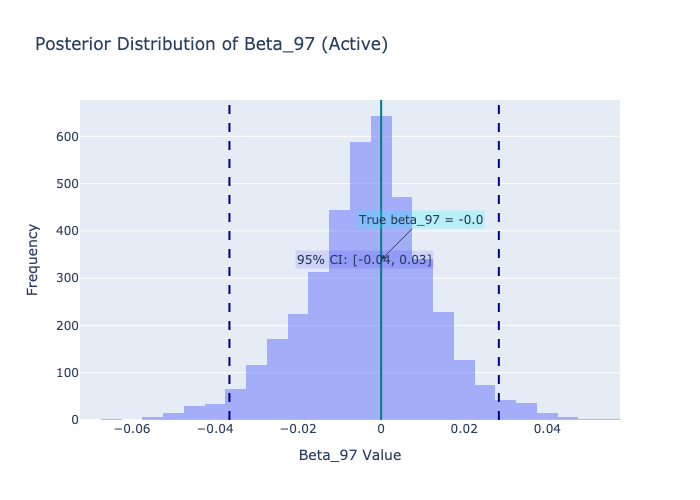 Posterior Distribution of Beta_97 (Active)
Frequency
600
500
400
300
200
100
0
True beta_97 = -0.0
95% CI: [-0.04, 0.03]
−0.06
−0.04
−0.02
0
0.02
0.04
Beta_97 Value